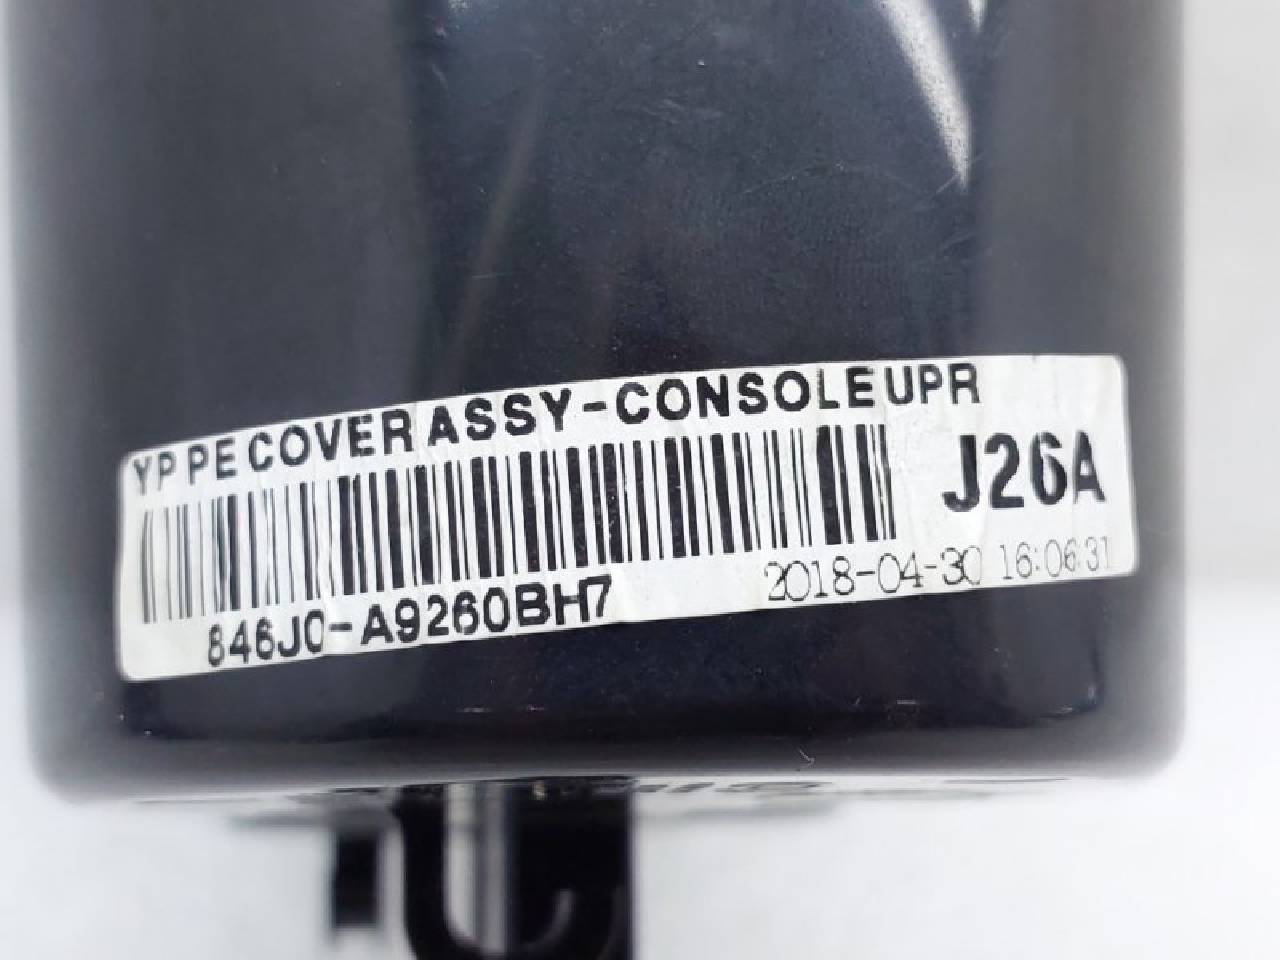 YP PE COVER ASSY-CONSOLE UPR
J26A
846J0-A9260BH7
2018-04-30 16:06:31